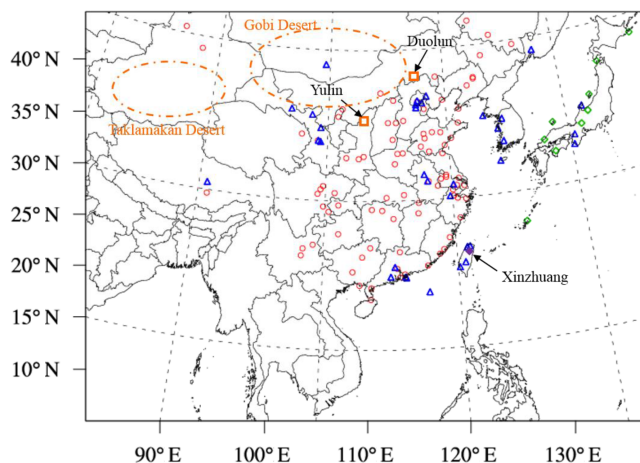 Gobi Desert
Duolun
40° N
Yulin
35° N
Taklamakan Desert
30° N
25° N
20° N
Xinzhuang
15° N
10° N
90° E
100° E
110° E
120° E
130° E